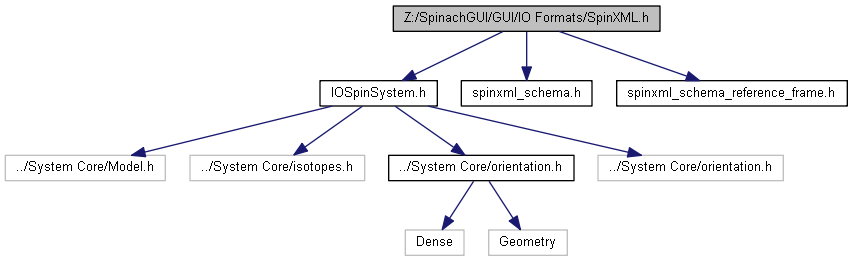 Z:/SpinachGUI/GUI/IO Formats/SpinXML.h
IOSpinSystem.h
spinxml_schema.h
spinxml_schema_reference_frame.h
../System Core/Model.h
../System Core/isotopes.h
../System Core/orientation.h
../System Core/orientation.h
Dense
Geometry